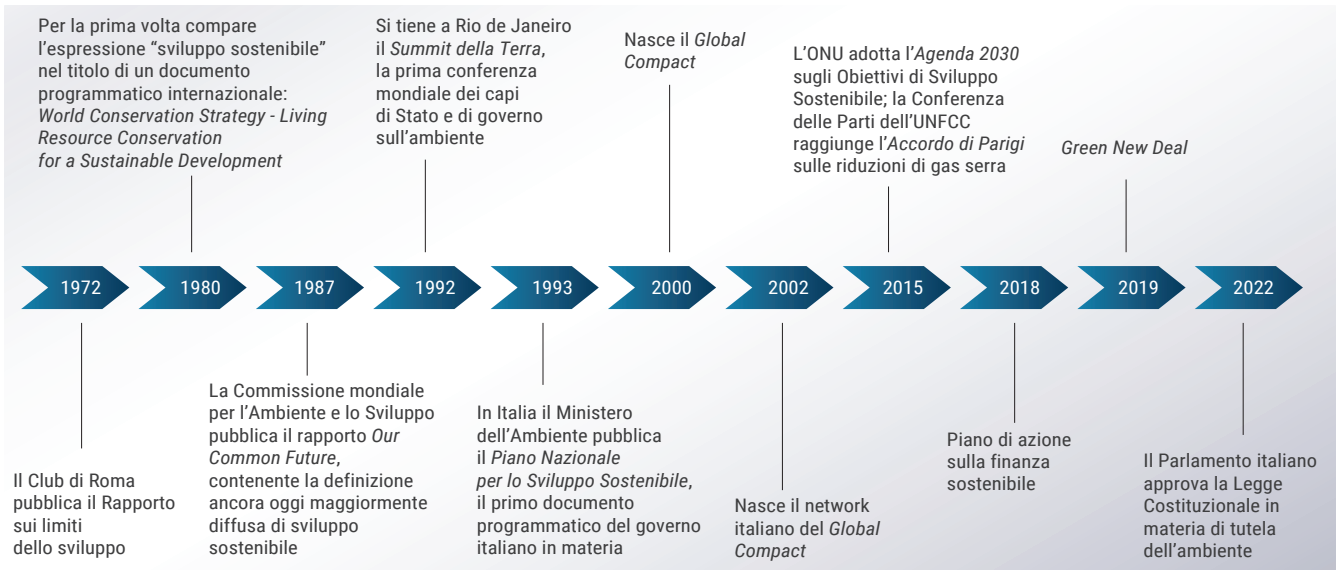 Per la prima volta compare
l'espressione “sviluppo sostenibile”
nel titolo di un documento
programmatico internazionale:
World Conservation Strategy - Living
Resource Conservation
for a Sustainable Development
Si tiene a Rio de Janeiro
il Summit della Terra,
la prima conferenza
mondiale dei capi
di Stato e di governo
sull'ambiente
Nasce il Global
Compact
L'ONU adotta l'Agenda 2030
sugli Obiettivi di Sviluppo
Sostenibile; la Conferenza
delle Parti dell'UNFCC
raggiunge l'Accordo di Parigi
sulle riduzioni di gas serra
Green New Deal
1972
1980
1987
1992
1993
2000
2002
2015
2018
2019
2022
Il Club di Roma
pubblica il Rapporto
sui limiti
dello sviluppo
La Commissione mondiale
per l'Ambiente e lo Sviluppo
pubblica il rapporto Our
Common Future,
contenente la definizione
ancora oggi maggiormente
diffusa di sviluppo
sostenibile
In Italia il Ministero
dell'Ambiente pubblica
il Piano Nazionale
per lo Sviluppo Sostenibile,
il primo documento
programmatico del governo
italiano in materia
Nasce il network
italiano del Global
Compact
Piano di azione
sulla finanza
sostenibile
Il Parlamento italiano
approva la Legge
Costituzionale in
materia di tutela
dell'ambiente